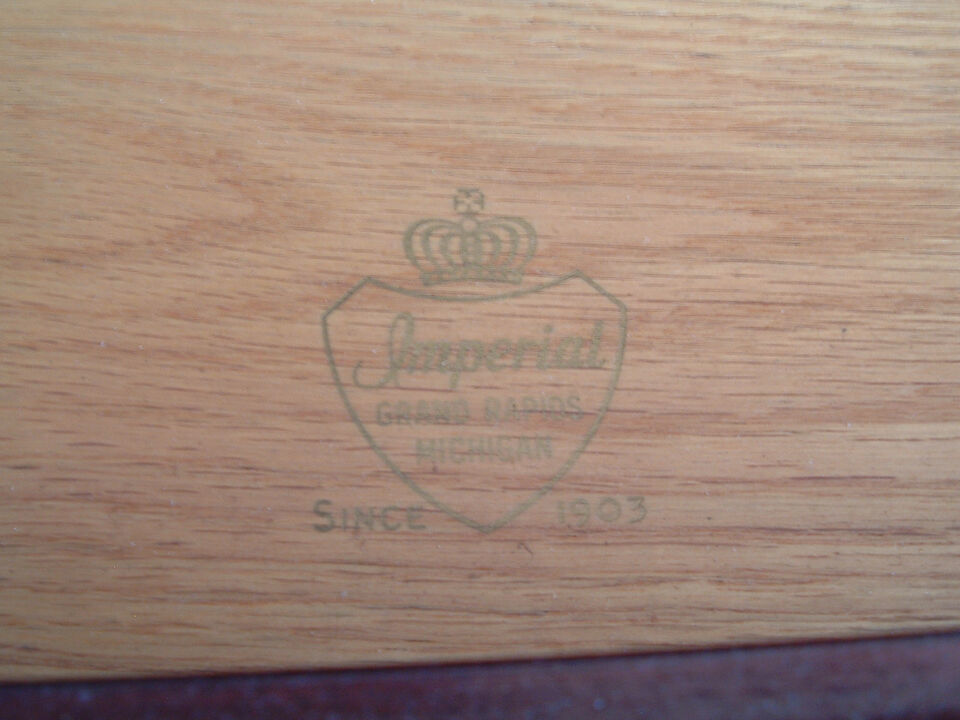 Imperial
GRAND RAPIDS
MICHIGAN
SINCE 1903